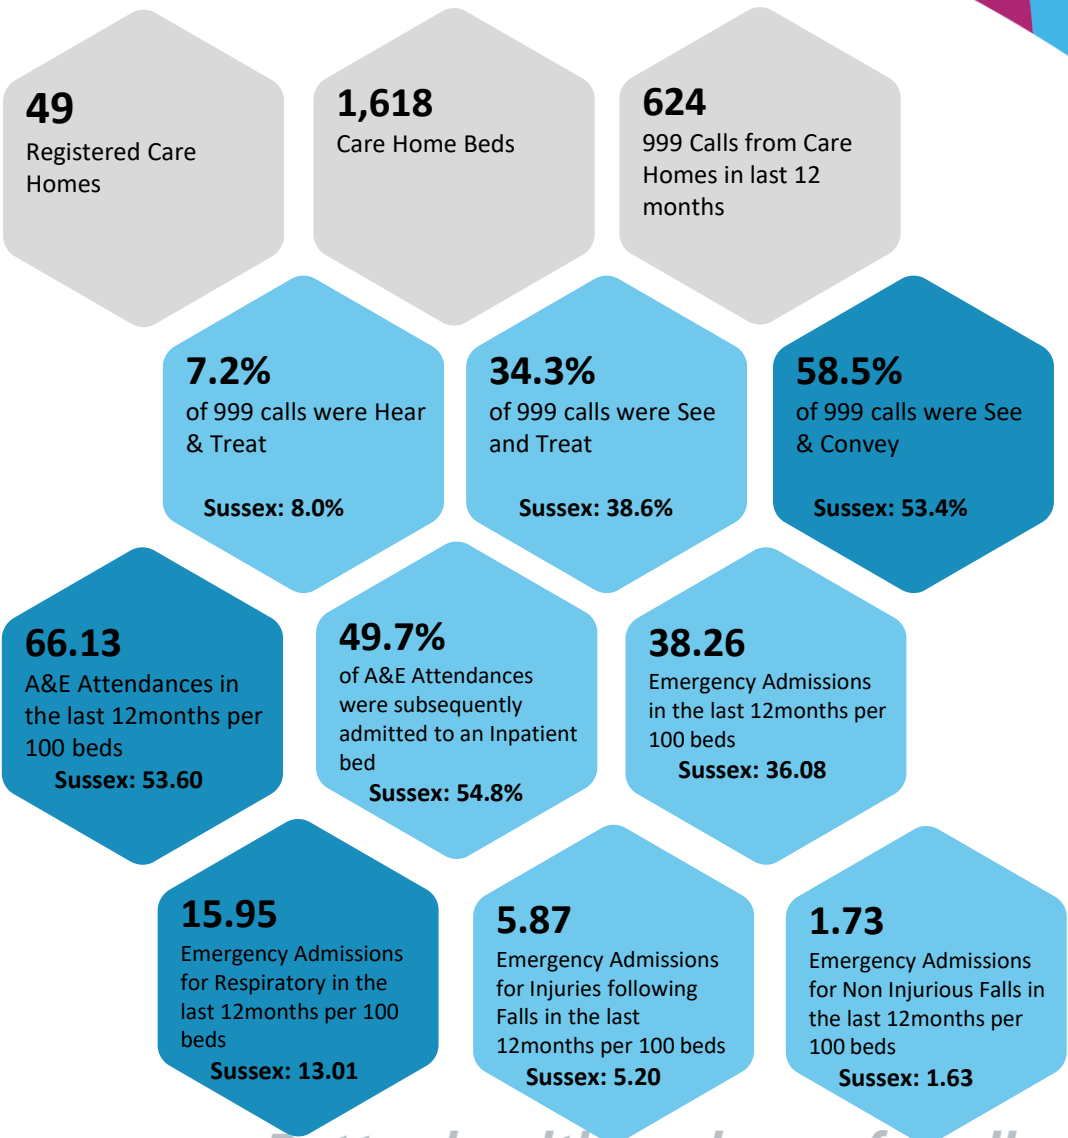 49
Registered Care
Homes
1,618
Care Home Beds
624
999 Calls from Care
Homes in last 12
months
7.2%
of 999 calls were Hear
& Treat
Sussex: 8.0%
34.3%
of 999 calls were See
and Treat
Sussex: 38.6%
58.5%
of 999 calls were See
& Convey
Sussex: 53.4%
66.13
A&E Attendances in
the last 12months per
100 beds
Sussex: 53.60
49.7%
of A&E Attendances
were subsequently
admitted to an Inpatient
bed
Sussex: 54.8%
38.26
Emergency Admissions
in the last 12months per
100 beds
Sussex: 36.08
15.95
Emergency Admissions
for Respiratory in the
last 12months per 100
beds
Sussex: 13.01
5.87
Emergency Admissions
for Injuries following
Falls in the last
12months per 100 beds
Sussex: 5.20
1.73
Emergency Admissions
for Non Injurious Falls in
the last 12months per
100 beds
Sussex: 1.63